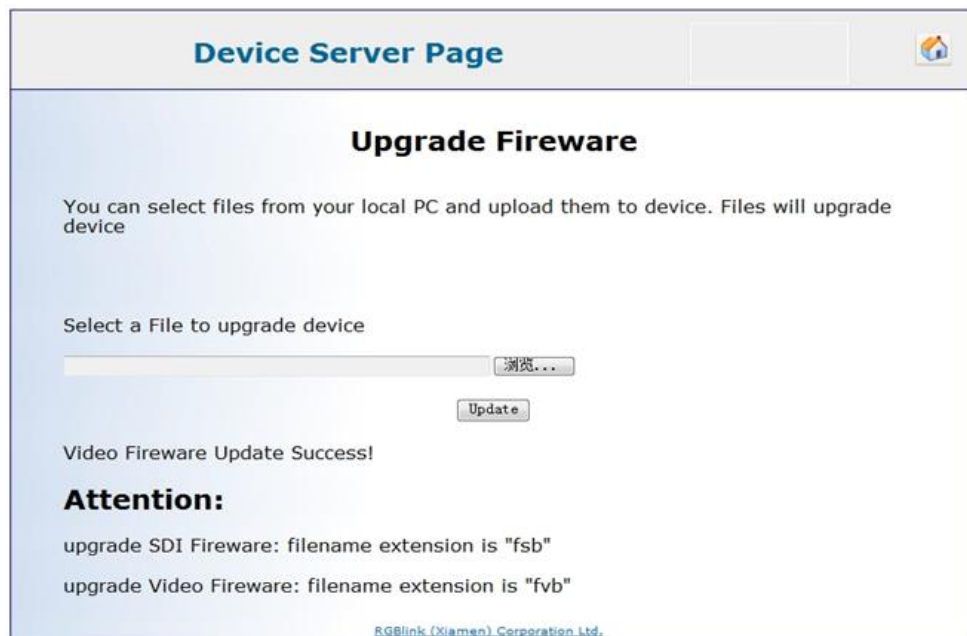 Device Server Page
Upgrade Fireware
You can select files from your local PC and upload them to device. Files will upgrade
device
Select a File to upgrade device
浏览...
Update
Video Fireware Update Success!
Attention:
upgrade SDI Fireware: filename extension is "fsb"
upgrade Video Fireware: filename extension is "fvb"
RGBlink (Xiamen) Corporation Ltd.